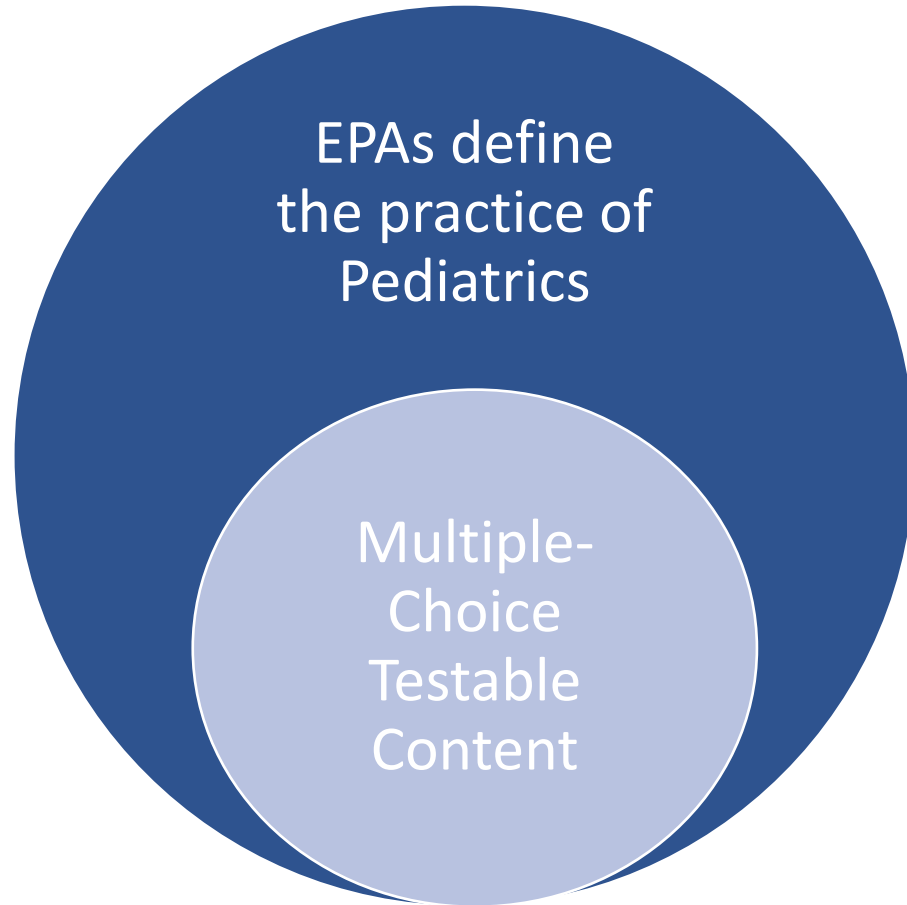 EPAs define
the practice of
Pediatrics
Multiple-
Choice
Testable
Content